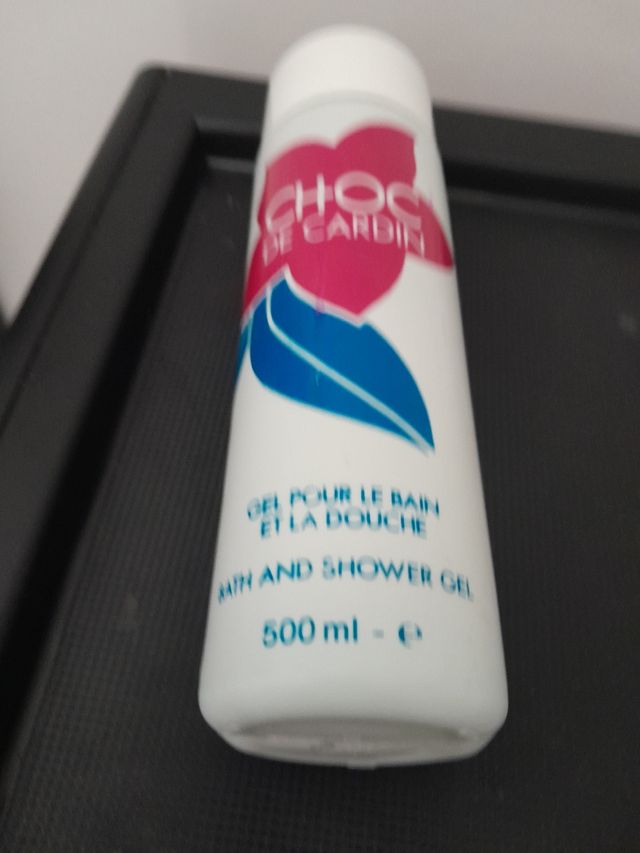 CHOC
DE CARDIN
GEL POUR LE BAIN
ET LA DOUCHE
BATH AND SHOWER GEL
500 ml - ℮